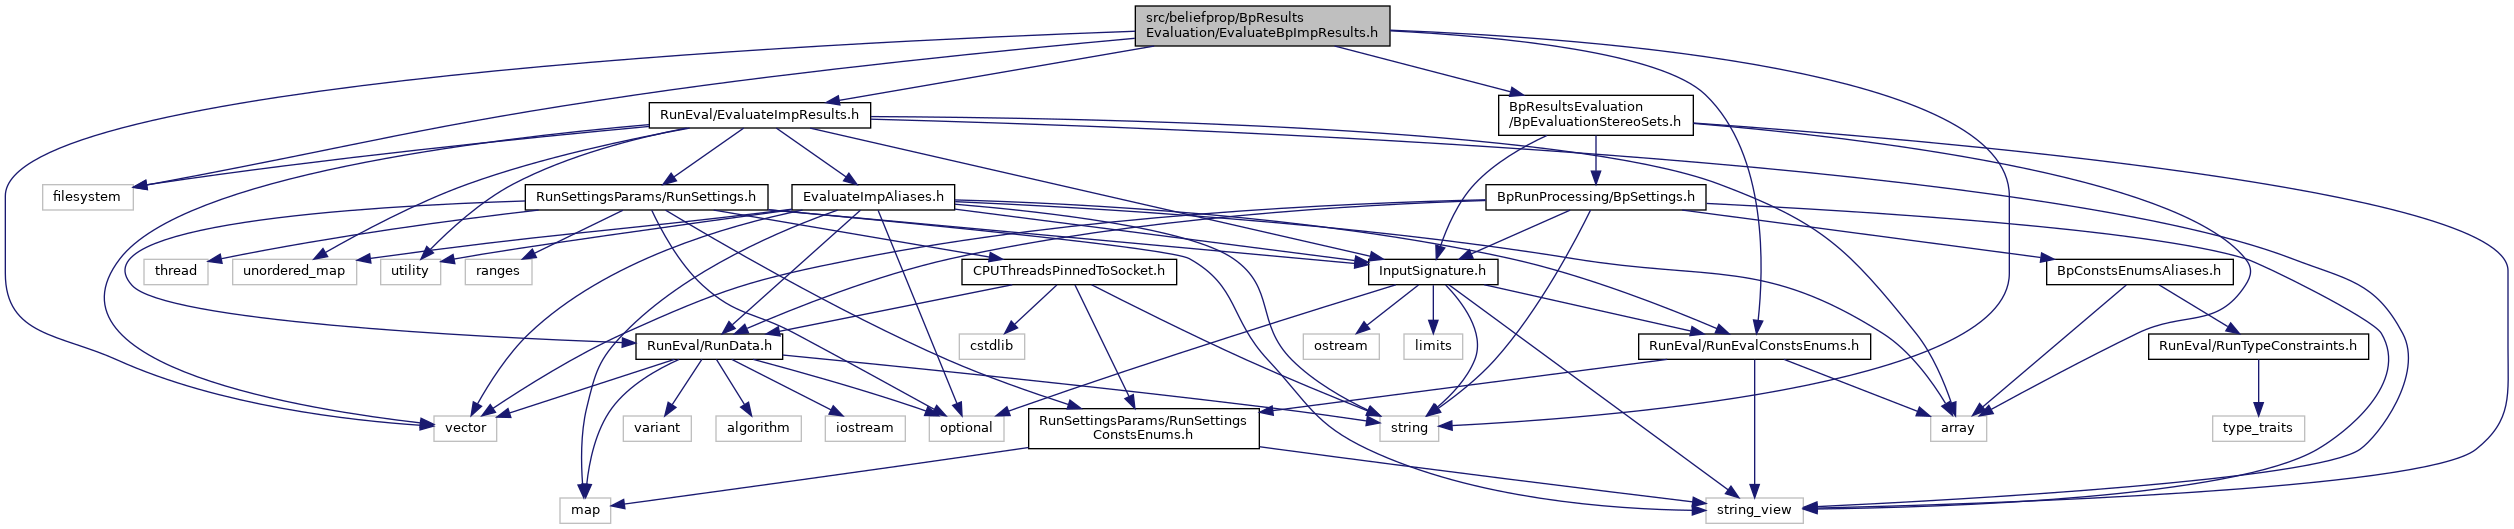 src/beliefprop/BpResults
Evaluation/EvaluateBpImpResults.h
RunEval/EvaluateImpResults.h
BpResultsEvaluation
/BpEvaluationStereoSets.h
filesystem
RunSettingsParams/RunSettings.h
EvaluateImpAliases.h
BpRunProcessing/BpSettings.h
thread
unordered_map
utility
ranges
CPUThreadsPinnedToSocket.h
InputSignature.h
BpConstsEnumsAliases.h
RunEval/RunData.h
cstdlib
ostream
limits
RunEval/RunEvalConstsEnums.h
RunEval/RunTypeConstraints.h
vector
variant
algorithm
iostream
optional
RunSettingsParams/RunSettings
ConstsEnums.h
string
array
type_traits
map
string_view